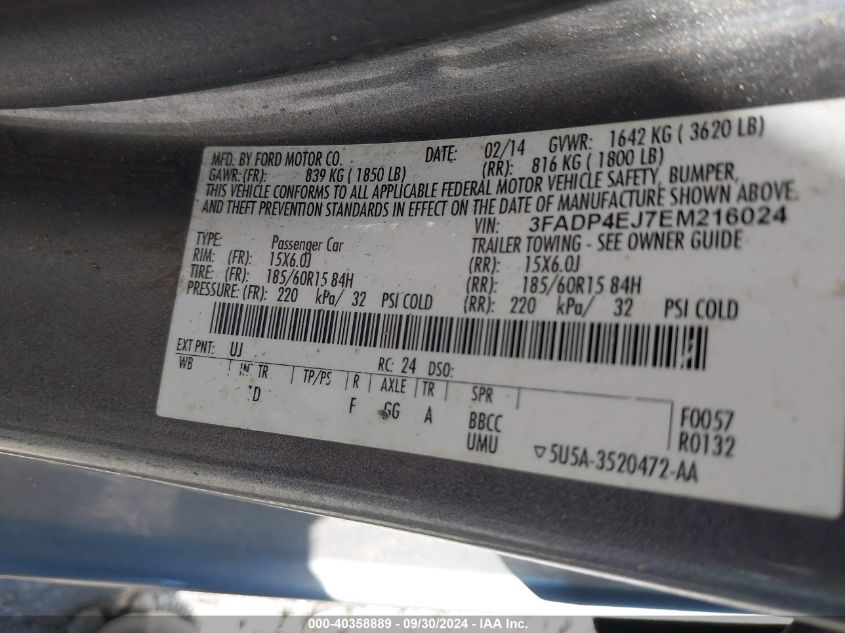 MFD. BY FORD MOTOR CO. DATE: 02/14 GVWR: 1642 KG ( 3620 LB)
GAWR: (FR): 839 KG ( 1850 LB) (RR): 816 KG ( 1800 LB)
THIS VEHICLE CONFORMS TO ALL APPLICABLE FEDERAL MOTOR VEHICLE SAFETY, BUMPER,
AND THEFT PREVENTION STANDARDS IN EFFECT ON THE DATE OF MANUFACTURE SHOWN ABOVE.
VIN: 3FADP4EJ7EM216024
TYPE: Passenger Car TRAILER TOWING - SEE OWNER GUIDE
RIM: (FR): 15X6.0J (RR): 15X6.0J
TIRE: (FR): 185/60R15 84H (RR): 185/60R15 84H
PRESSURE: (FR): 220 kPa/ 32 PSI COLD (RR): 220 kPa/ 32 PSI COLD
EXT PNT: UJ RC: 24 DSO:
WB TR TP/PS R AXLE TR SPR
F GG A BBCC F0057
UMU R0132
▽5U5A-3520472-AA
000-40358889 - 09/30/2024 - IAA Inc.